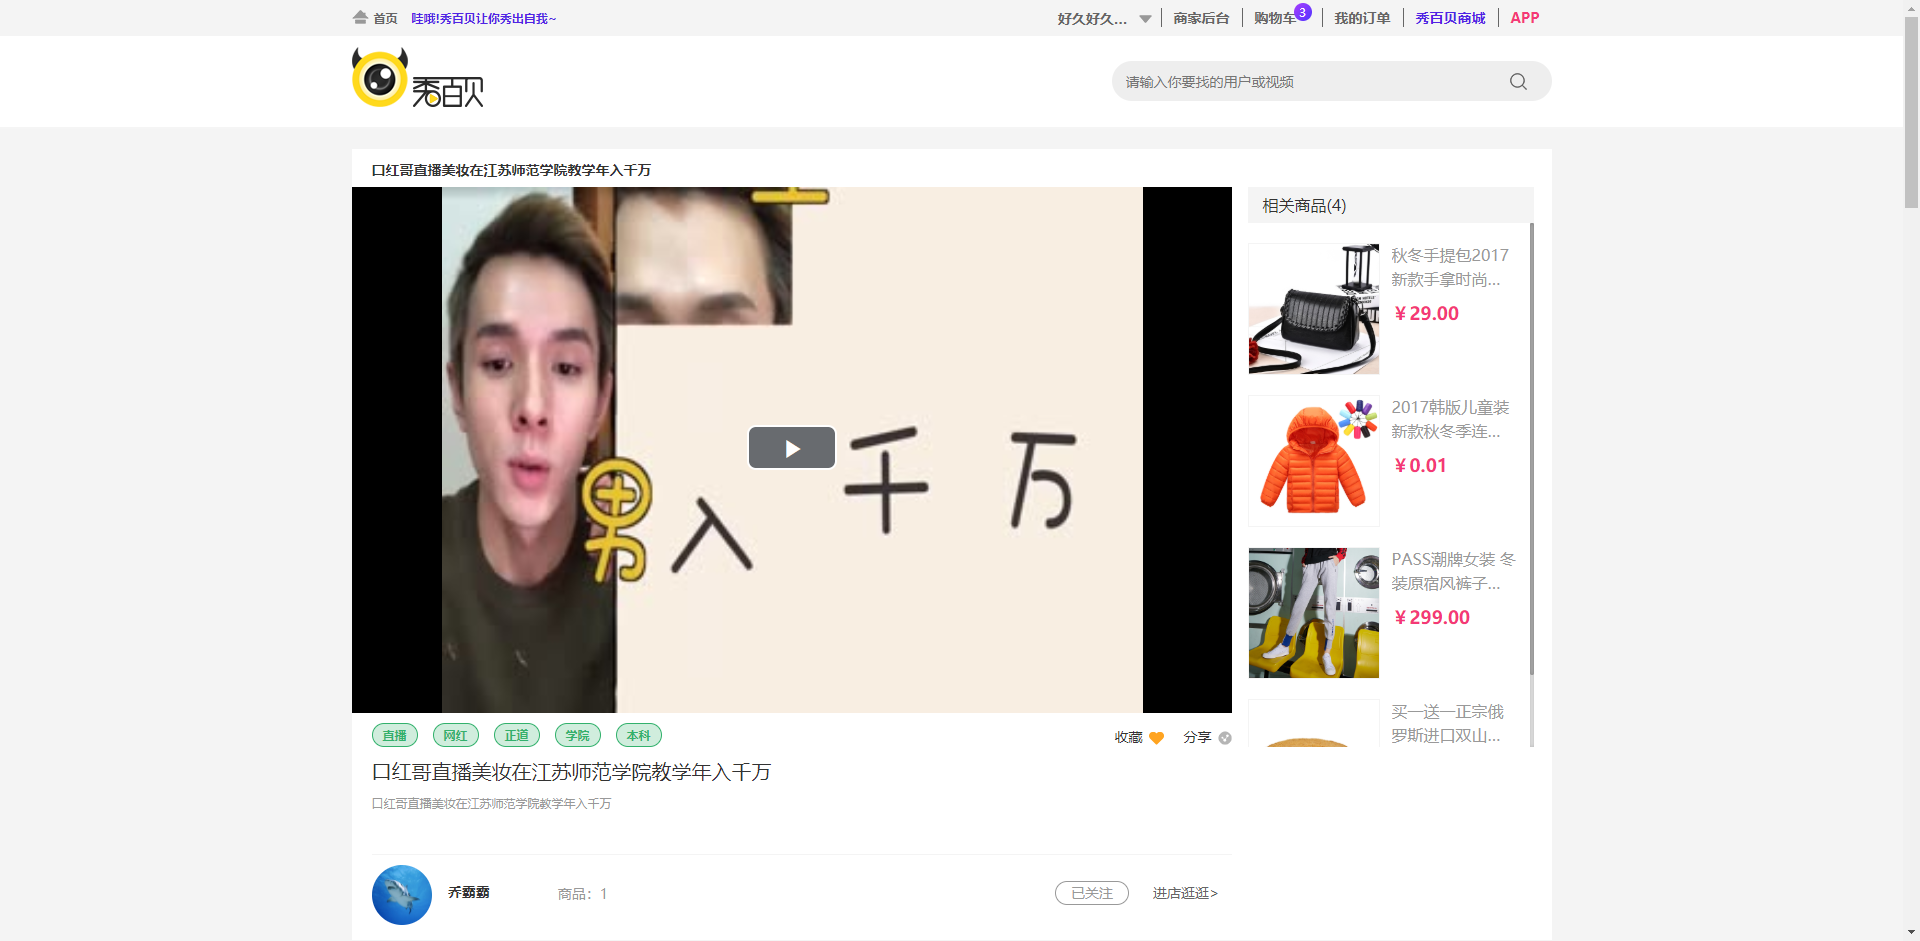 首页 哇哦!秀百贝让你秀出自我~ 好久好久... 商家后台 购物车 3 我的订单 秀百贝商城 APP
秀百贝
请输入你要找的用户或视频
口红哥直播美妆在江苏师范学院教学年入千万
相关商品(4)
秋冬手提包2017
新款手拿时尚...
￥29.00
2017韩版儿童装
新款秋冬季连...
￥0.01
男入千万
PASS潮牌女装 冬
装原宿风裤子...
￥299.00
买一送一正宗俄
罗斯进口双山...
直播 网红 正道 学院 本科 收藏 分享
口红哥直播美妆在江苏师范学院教学年入千万
口红哥直播美妆在江苏师范学院教学年入千万
乔霸霸 商品：1 已关注 进店逛逛>